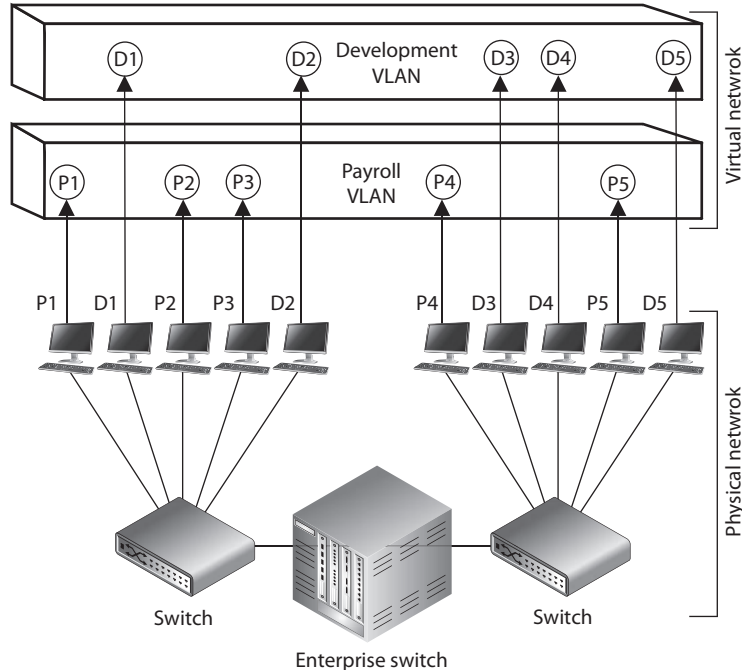 D1
D2
Development
VLAN
D3
D4
D5
Virtual netwrok
P1
P2
P3
Payroll
VLAN
P4
P5
P1
D1
P2
P3
D2
P4
D3
D4
P5
D5
Physical netwrok
Switch
Switch
Enterprise switch